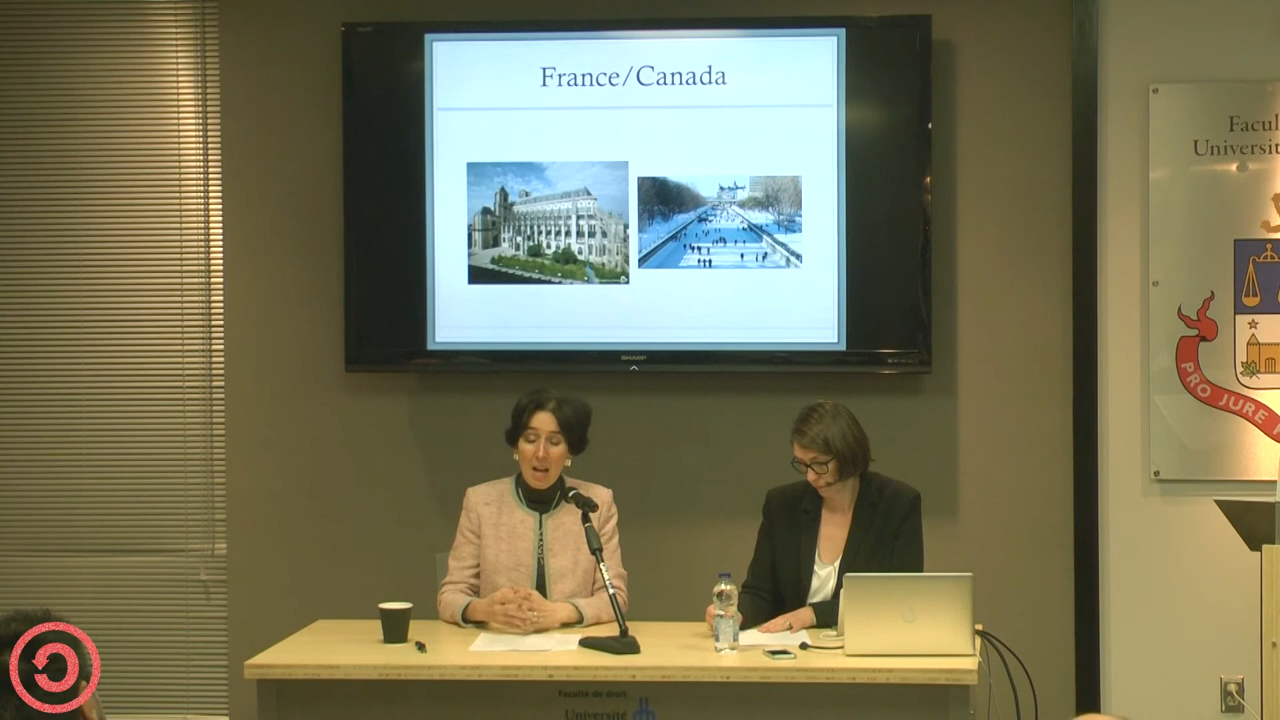 France/Canada
SHARP
Facul
Universit
PRO JURE
Faculté de droit
Université